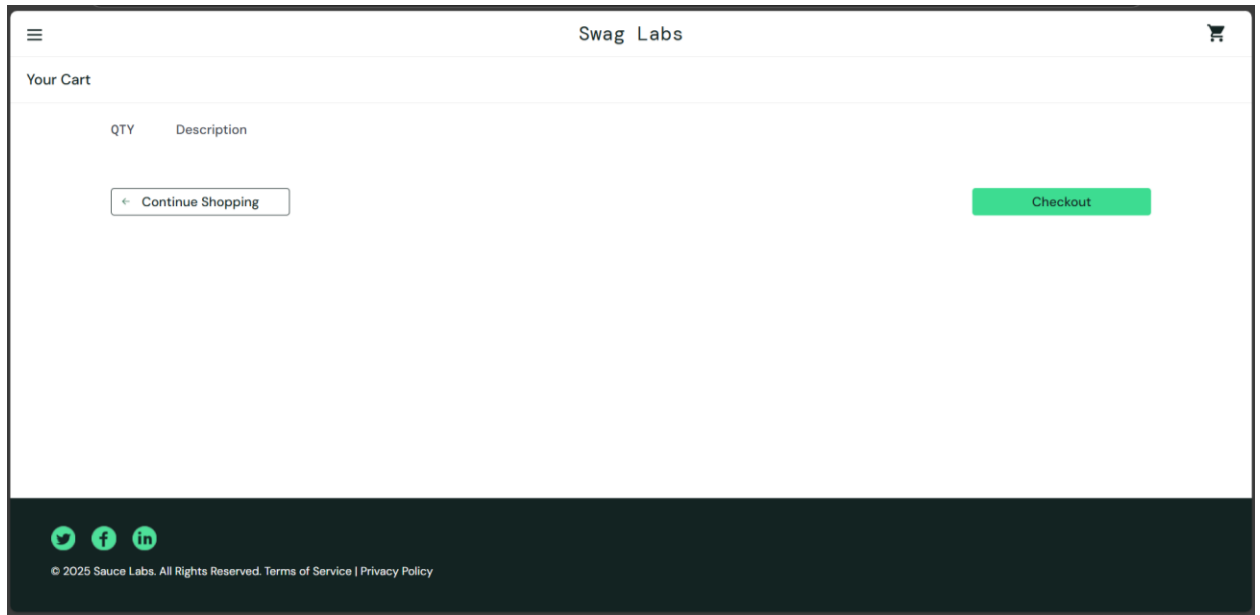 Swag Labs
Your Cart
QTY Description
Continue Shopping Checkout
© 2025 Sauce Labs. All Rights Reserved. Terms of Service | Privacy Policy